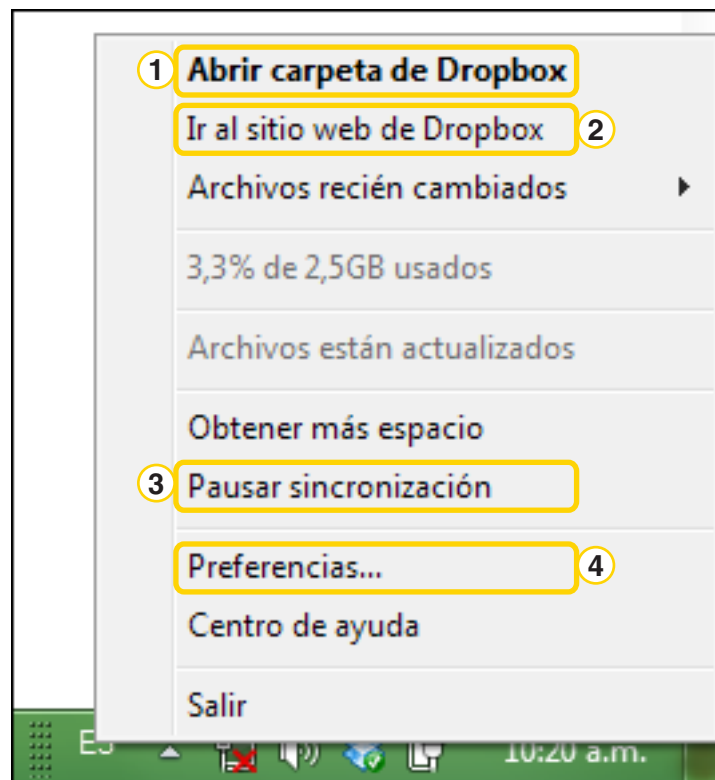 1 Abrir carpeta de Dropbox
Ir al sitio web de Dropbox 2
Archivos recién cambiados
3,3% de 2,5GB usados
Archivos están actualizados
Obtener más espacio
3 Pausar sincronización
Preferencias... 4
Centro de ayuda
Salir
ES 10:20 a.m.